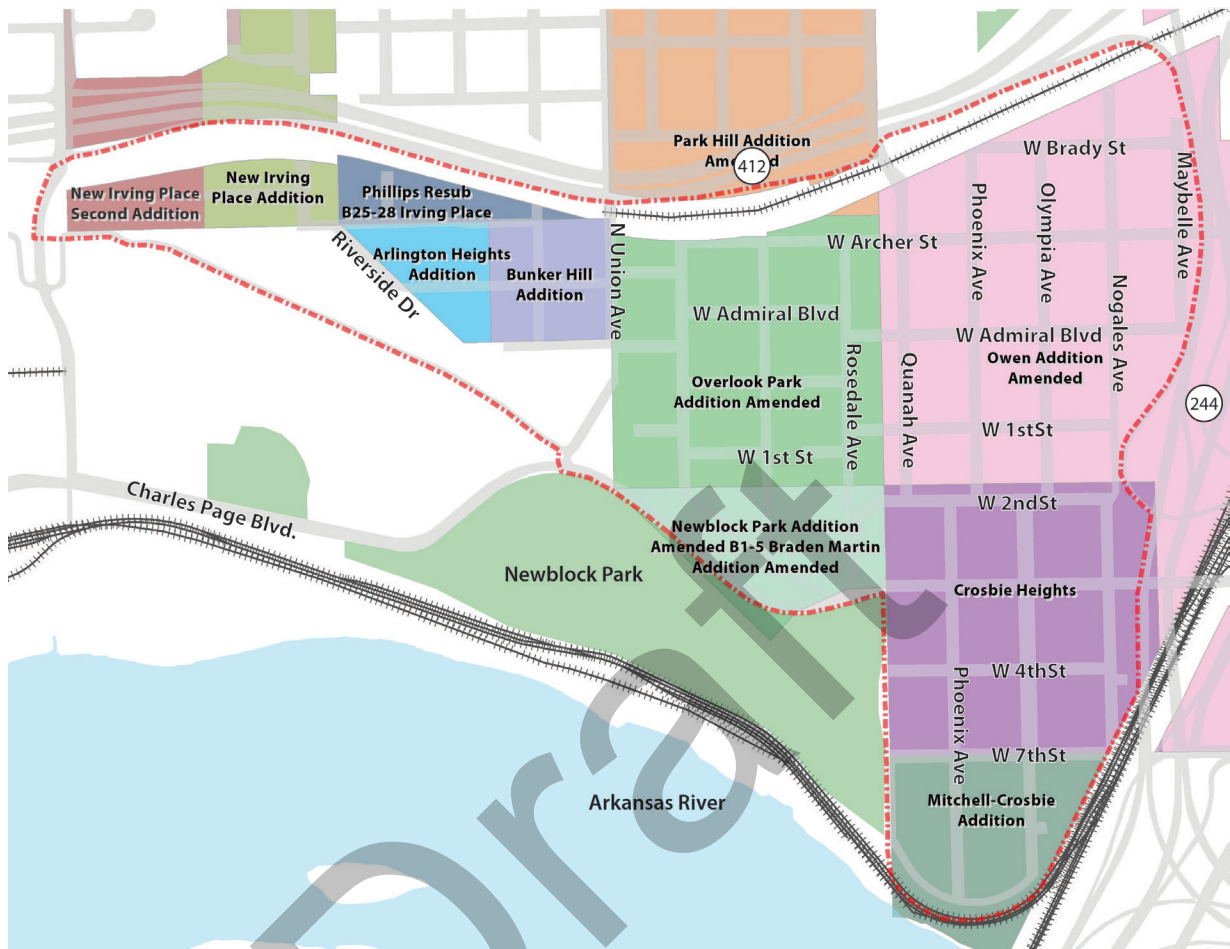 Park Hill Addition
Amended
412
W Brady St
New Irving Place
Second Addition
New Irving
Place Addition
Phillips Resub
B25-28 Irving Place
Maybelle Ave
Phoenix Ave
Olympia Ave
N Union Ave
W Archer St
Riverside Dr
Arlington Heights
Addition
Bunker Hill
Addition
Nogales Ave
W Admiral Blvd
W Admiral Blvd
Owen Addition
Amended
Rosedale Ave
Quanah Ave
Overlook Park
Addition Amended
244
W 1st St
W 1stSt
Charles Page Blvd.
W 2ndSt
Newblock Park Addition
Amended B1-5 Braden Martin
Addition Amended
Newblock Park
Crosbie Heights
W 4thSt
Phoenix Ave
W 7thSt
Arkansas River
Mitchell-Crosbie
Addition
Draft